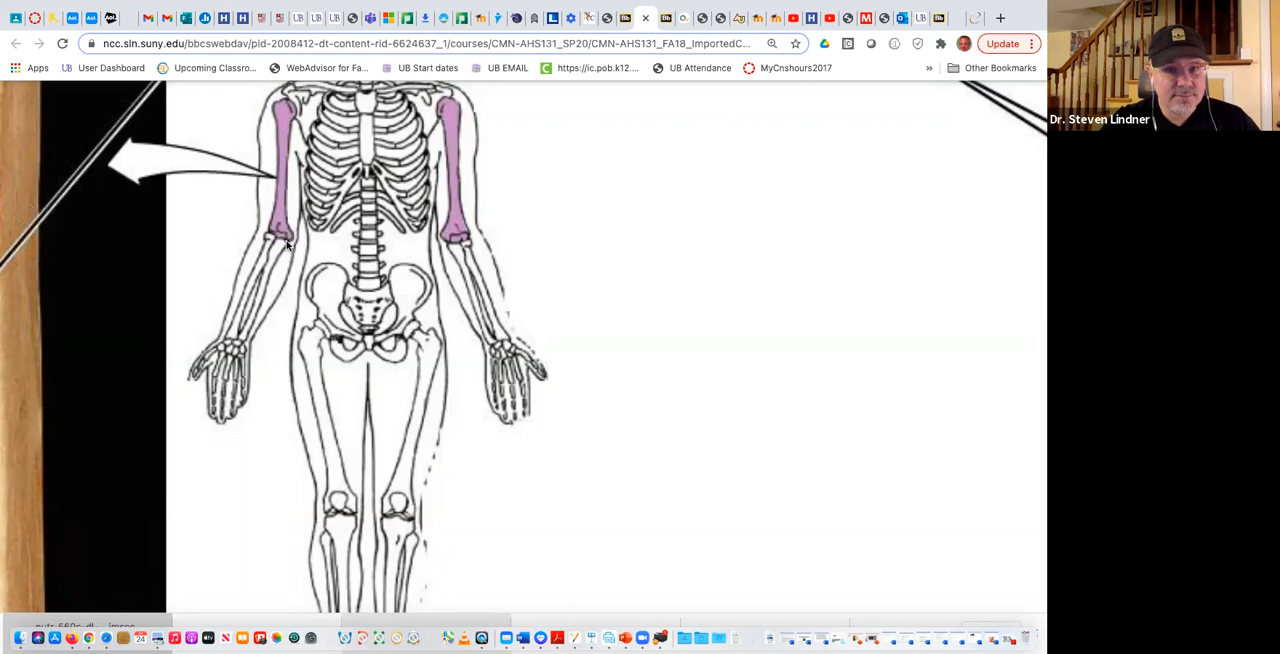 Update
ncc.sln.suny.edu/bbcswebdav/pid-2008412-dt-content-rid-6624637_1/courses/CMN-AHS131_SP20/CMN-AHS131_FA18_ImportedC...
Apps
User Dashboard
Upcoming Classro...
WebAdvisor for Fa...
UB Start dates
UB EMAIL
https://ic.pob.k12....
UB Attendance
MyCnshours2017
»
Other Bookmarks
Dr. Steven Lindner